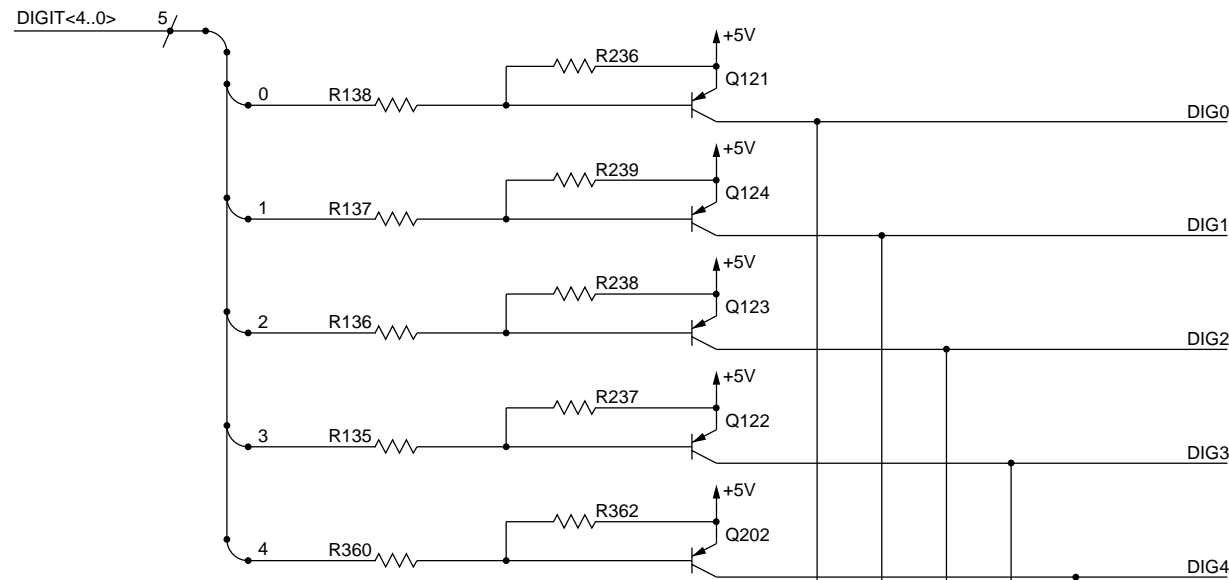 DIGIT<4..0> 5
+5V
R236
Q121
0 R138
DIG0
+5V
R239
Q124
1 R137
DIG1
+5V
R238
Q123
2 R136
DIG2
+5V
R237
Q122
3 R135
DIG3
+5V
R362
Q202
4 R360
DIG4